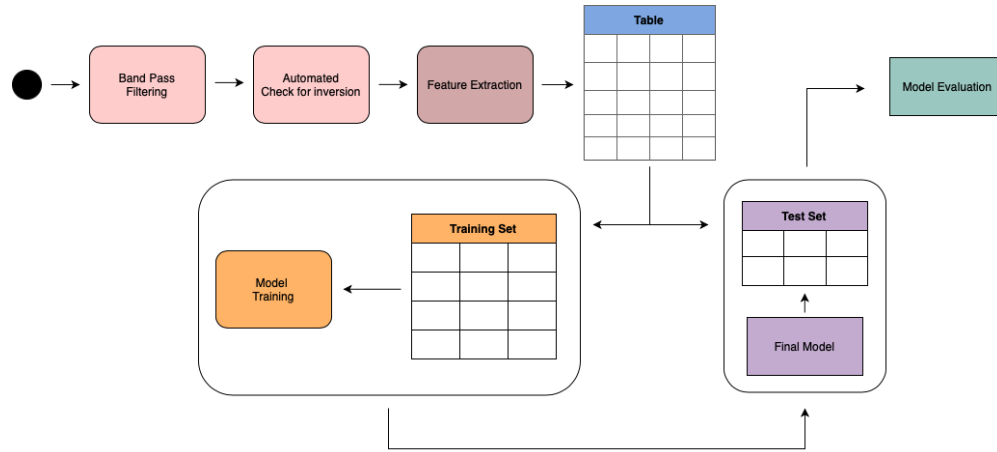 Table
Band Pass
Filtering
Automated
Check for inversion
Feature Extraction
Model Evaluation
Training Set
Test Set
Model
Training
Final Model